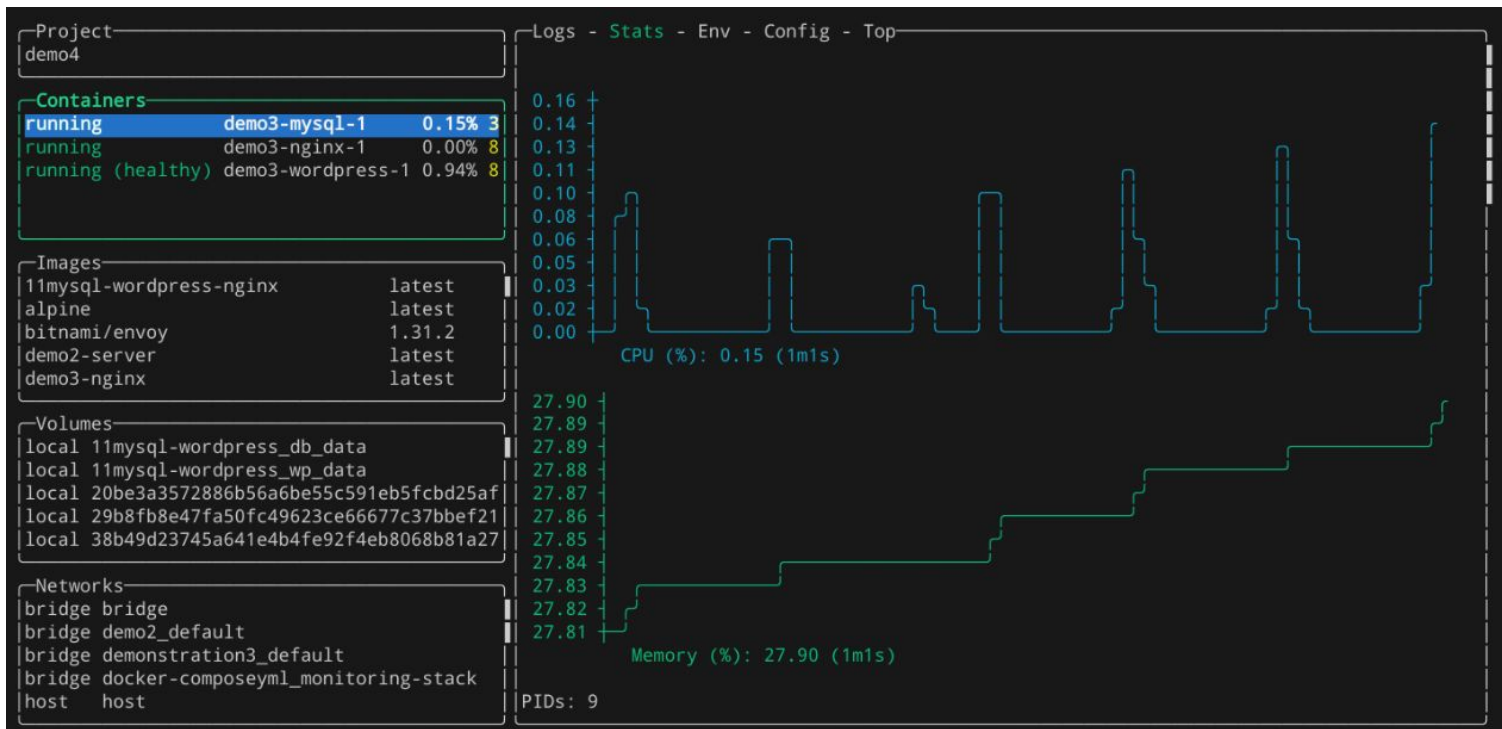 Project
demo4
Containers
running demo3-mysql-1 0.15% 3
running demo3-nginx-1 0.00% 8
running (healthy) demo3-wordpress-1 0.94% 8
Images
11mysql-wordpress-nginx latest
alpine latest
bitnami/envoy 1.31.2
demo2-server latest
demo3-nginx latest
Volumes
local 11mysql-wordpress_db_data
local 11mysql-wordpress_wp_data
local 20be3a3572886b56a6be55c591eb5fcbd25af
local 29b8fb8e47fa50fc49623ce66677c37bbef21
local 38b49d23745a641e4b4fe92f4eb8068b81a27
Networks
bridge bridge
bridge demo2_default
bridge demonstration3_default
bridge docker-composeyml_monitoring-stack
host host
Logs - Stats - Env - Config - Top
0.16
0.14
0.13
0.11
0.10
0.08
0.06
0.05
0.03
0.02
0.00
CPU (%): 0.15 (1m1s)
27.90
27.89
27.89
27.88
27.87
27.86
27.85
27.84
27.83
27.82
27.81
Memory (%): 27.90 (1m1s)
PIDs: 9